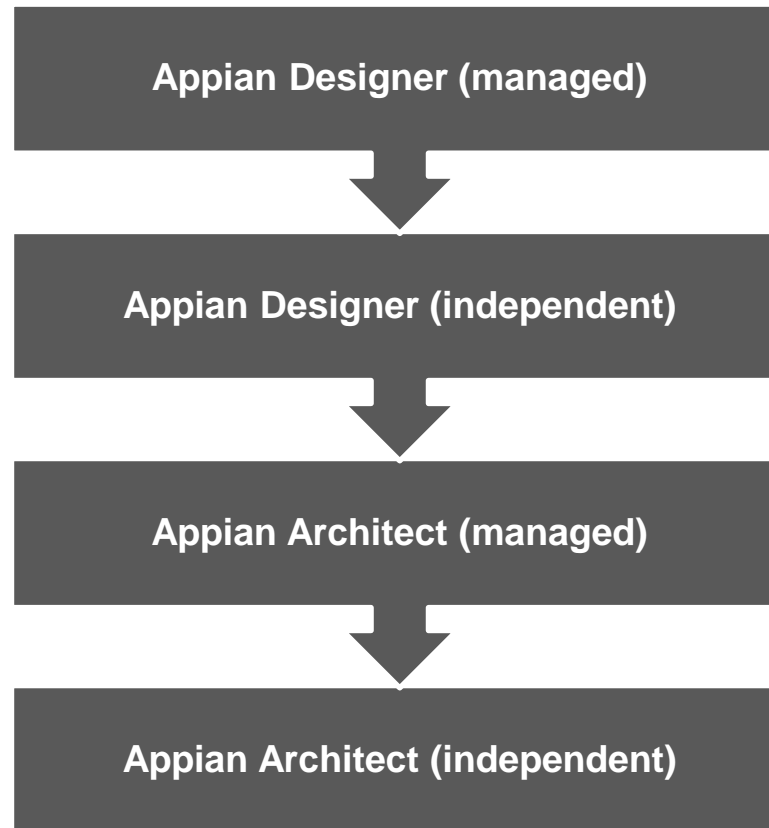 Appian Designer (managed)
Appian Designer (independent)
Appian Architect (managed)
Appian Architect (independent)